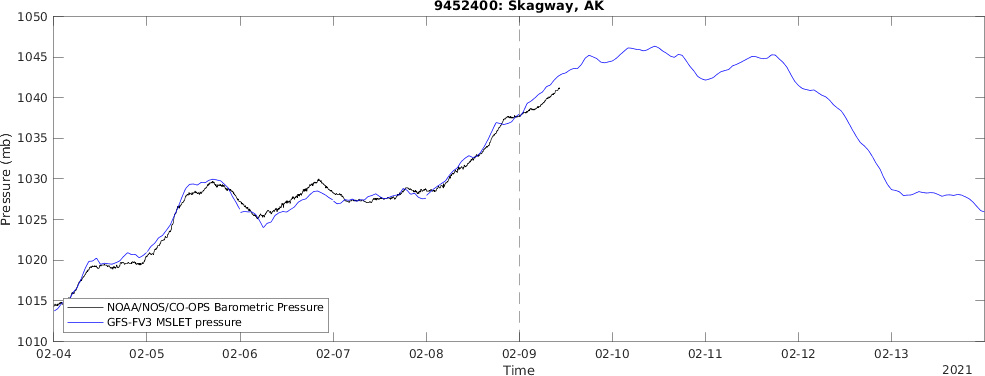 9452400: Skagway, AK
Pressure (mb)
1050
1045
1040
1035
1030
1025
1020
1015
1010
NOAA/NOS/CO-OPS Barometric Pressure
GFS-FV3 MSLET pressure
02-04 02-05 02-06 02-07 02-08 02-09 02-10 02-11 02-12 02-13
Time
2021